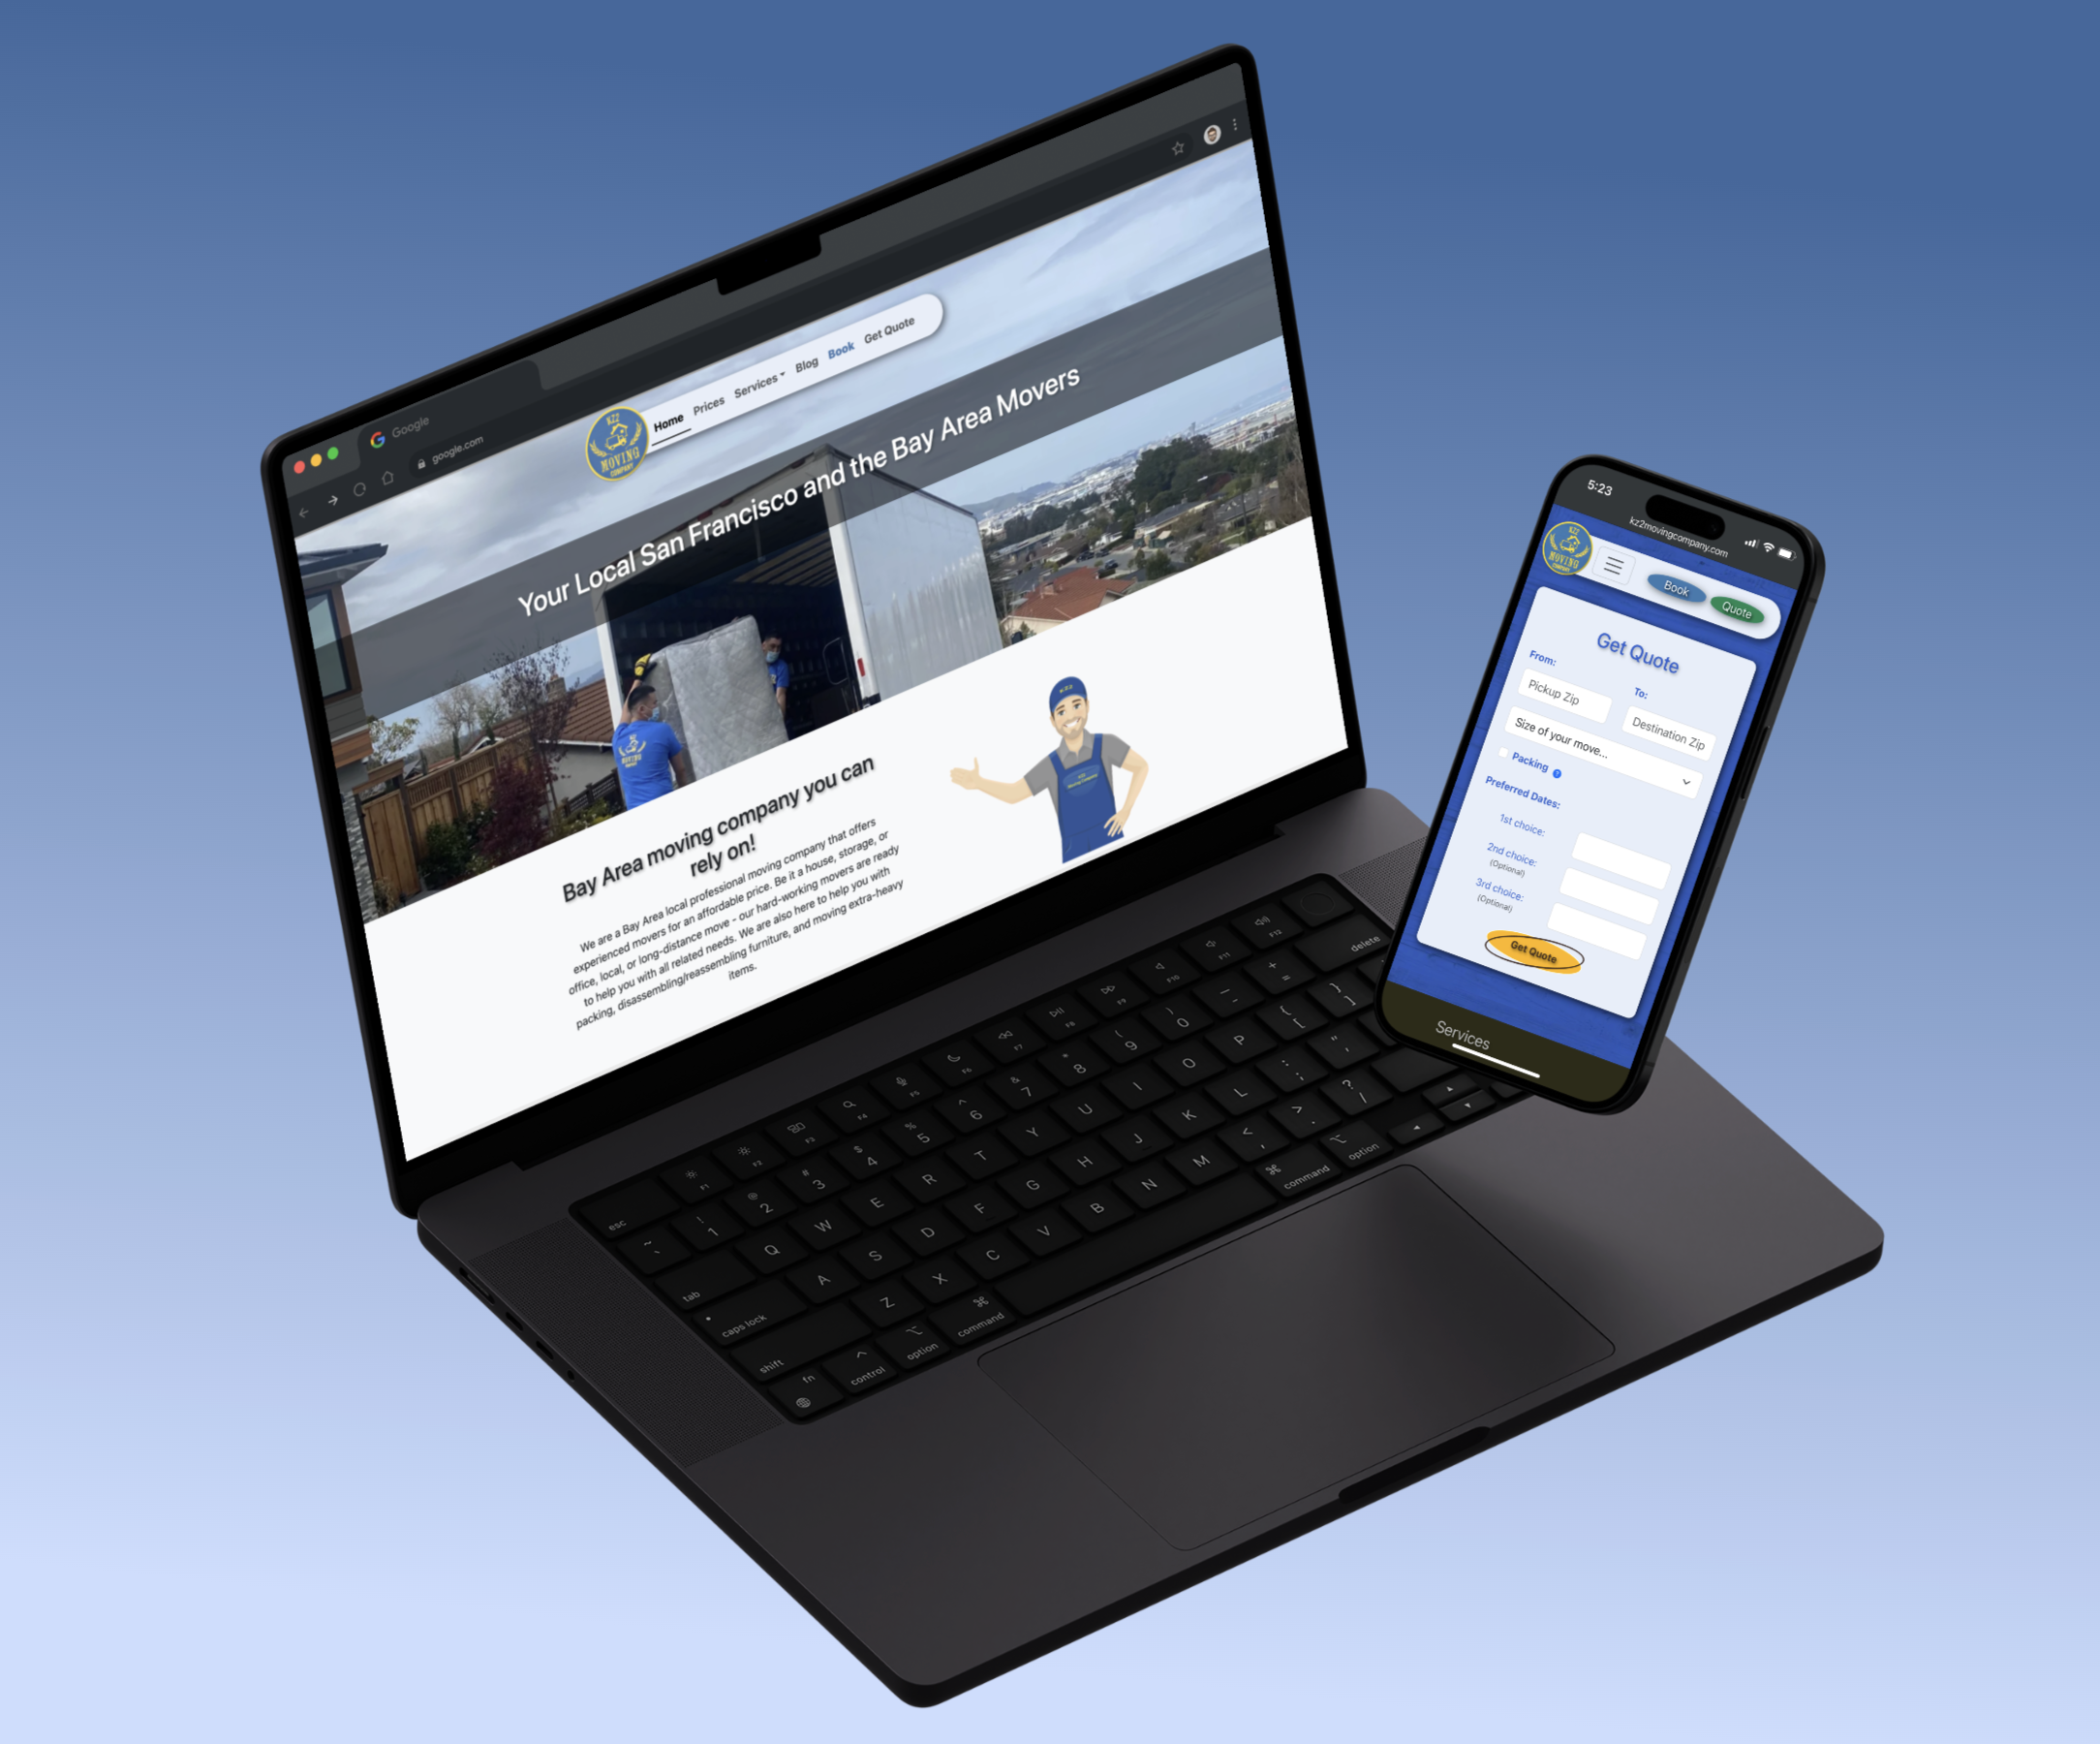 Google
google.com
KZ2
MOVING
COMPANY
Home Prices Services Blog Book Get Quote
Your Local San Francisco and the Bay Area Movers
KZ2
MOVING
Bay Area moving company you can
rely on!
We are a Bay Area local professional moving company that offers
experienced movers for an affordable price. Be it a house, storage, or
office, local, or long-distance move - our hard-working movers are ready
to help you with all related needs. We are also here to help you with
packing, disassembling/reassembling furniture, and moving extra-heavy
items.
KZ2
5:23
kz2movingcompany.com
KZ2
MOVING
COMPANY
Book Quote
Get Quote
From:
To:
Pickup Zip
Destination Zip
Size of your move...
Packing ?
Preferred Dates:
1st choice:
2nd choice:
(Optional)
3rd choice:
(Optional)
Get Quote
Services
esc F1 F2 F3 F4 F5 F6 F7 F8 F9 F10 F11 F12
~ ` ! 1 @ 2 # 3 $ 4 % 5 ^ 6 & 7 * 8 ( 9 ) 0 — - + = delete
tab Q W E R T Y U I O P { [ } ]
caps lock A S D F G H J K L : ; " '
shift Z X C V B N M < , > . ? /
fn control option command command option